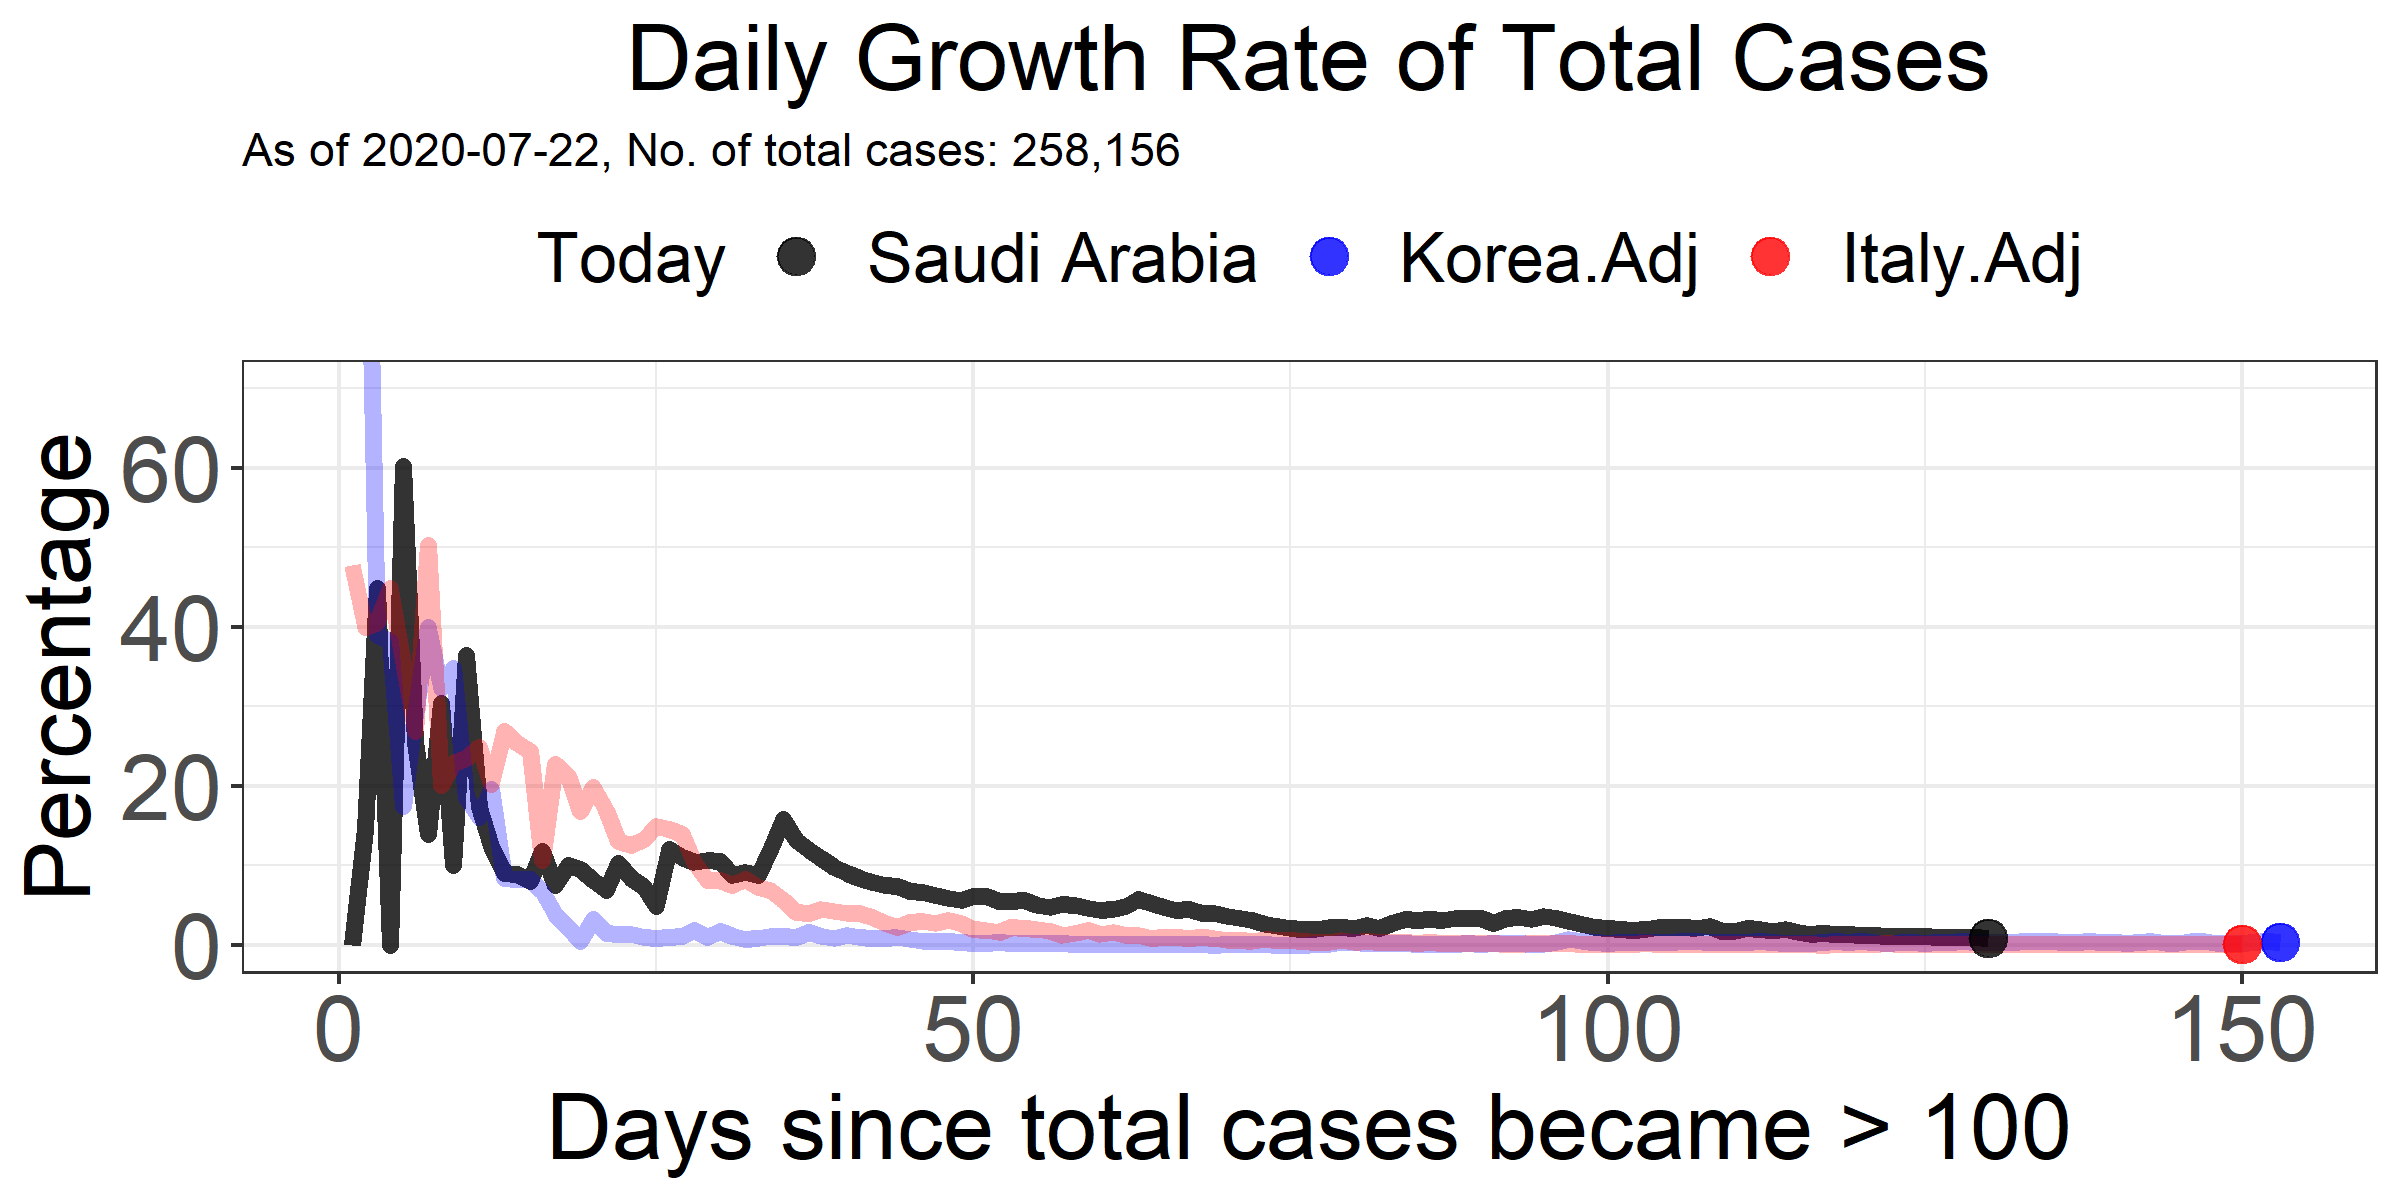 Daily Growth Rate of Total Cases
As of 2020-07-22, No. of total cases: 258,156
Today Saudi Arabia Korea.Adj Italy.Adj
Percentage
60
40
20
0
0 50 100 150
Days since total cases became > 100